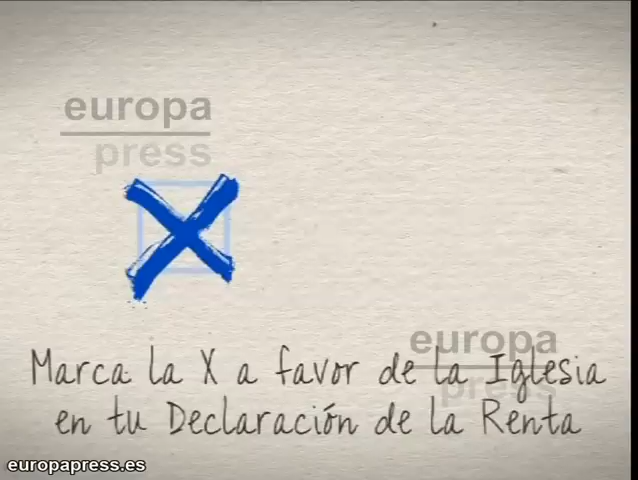 europa
press
europa
press
Marca la X a favor de la Iglesia
en tu Declaración de la Renta
europapress.es